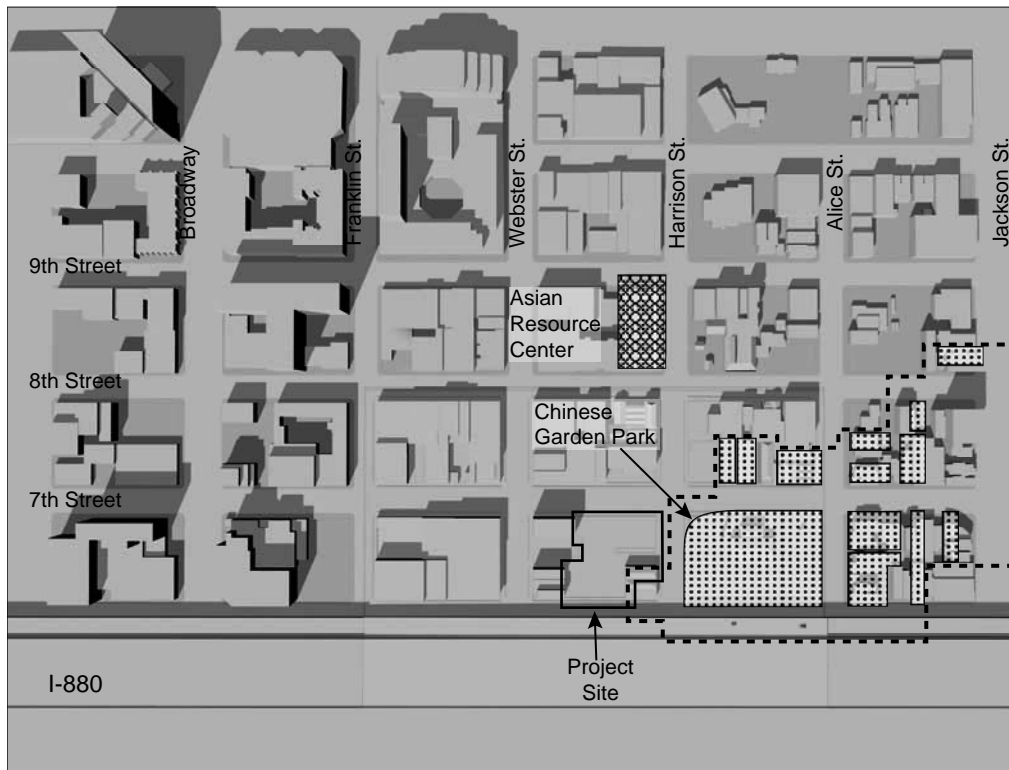 Broadway
Franklin St.
Webster St.
Harrison St.
Alice St.
Jackson St.
9th Street
Asian
Resource
Center
8th Street
Chinese
Garden Park
7th Street
Project
Site
I-880